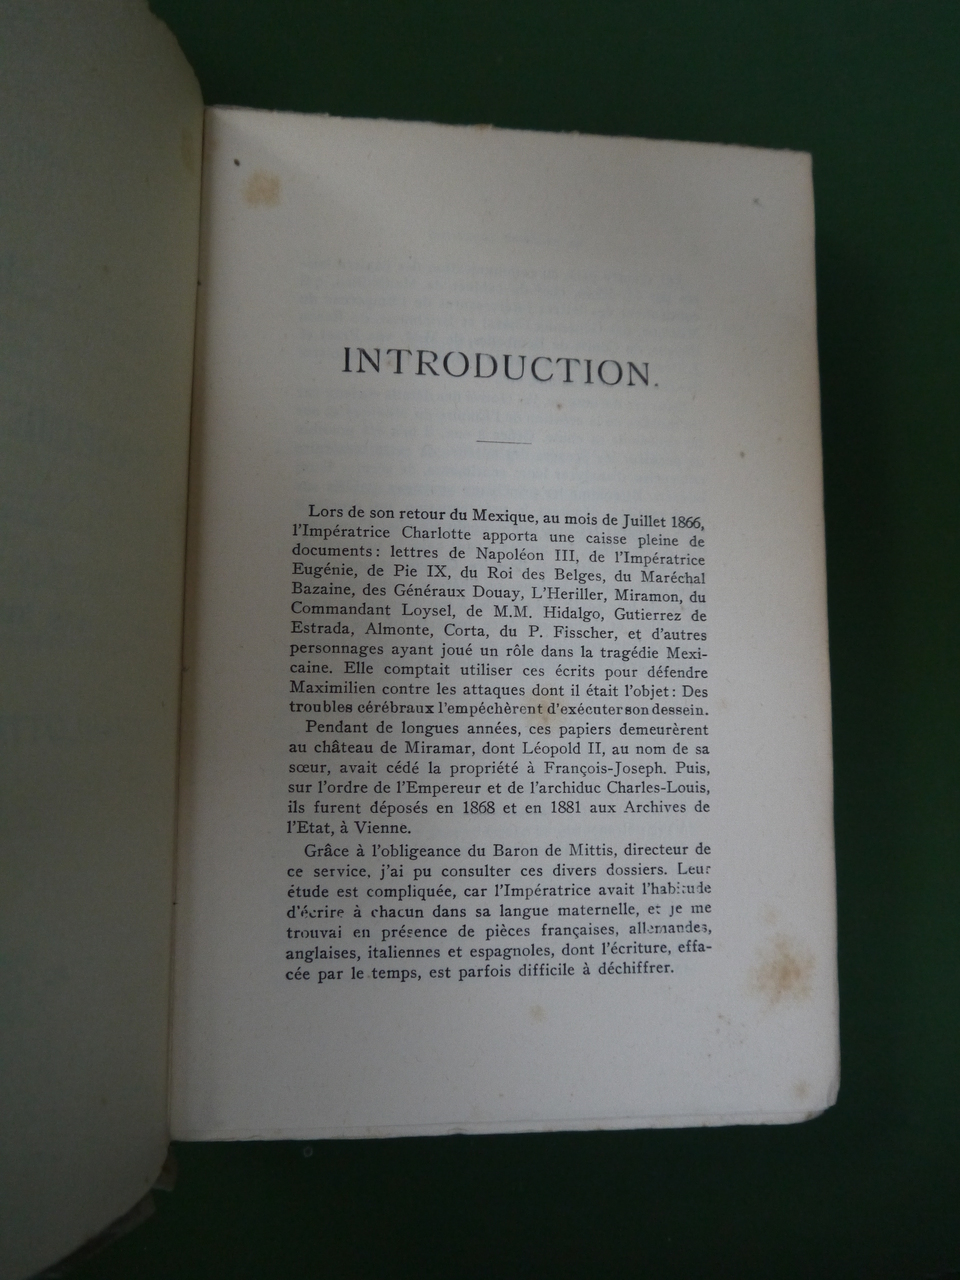 INTRODUCTION.
Lors de son retour du Mexique, au mois de Juillet 1866,
l'Impératrice Charlotte apporta une caisse pleine de
documents : lettres de Napoléon III, de l'Impératrice
Eugénie, de Pie IX, du Roi des Belges, du Maréchal
Bazaine, des Généraux Douay, L'Heriller, Miramon, du
Commandant Loysel, de M.M. Hidalgo, Gutierrez de
Estrada, Almonte, Corta, du P. Fisscher, et d'autres
personnages ayant joué un rôle dans la tragédie Mexi-
caine. Elle comptait utiliser ces écrits pour défendre
Maximilien contre les attaques dont il était l'objet : Des
troubles cérébraux l'empéchèrent d'exécuter son dessein.
Pendant de longues années, ces papiers demeurèrent
au château de Miramar, dont Léopold II, au nom de sa
sœur, avait cédé la propriété à François-Joseph. Puis,
sur l'ordre de l'Empereur et de l'archiduc Charles-Louis,
ils furent déposés en 1868 et en 1881 aux Archives de
l'Etat, à Vienne.
Grâce à l'obligeance du Baron de Mittis, directeur de
ce service, j'ai pu consulter ces divers dossiers. Leur
étude est compliquée, car l'Impératrice avait l'habitude
d'écrire à chacun dans sa langue maternelle, et je me
trouvai en présence de pièces françaises, allemandes,
anglaises, italiennes et espagnoles, dont l'écriture, effa-
cée par le temps, est parfois difficile à déchiffrer.